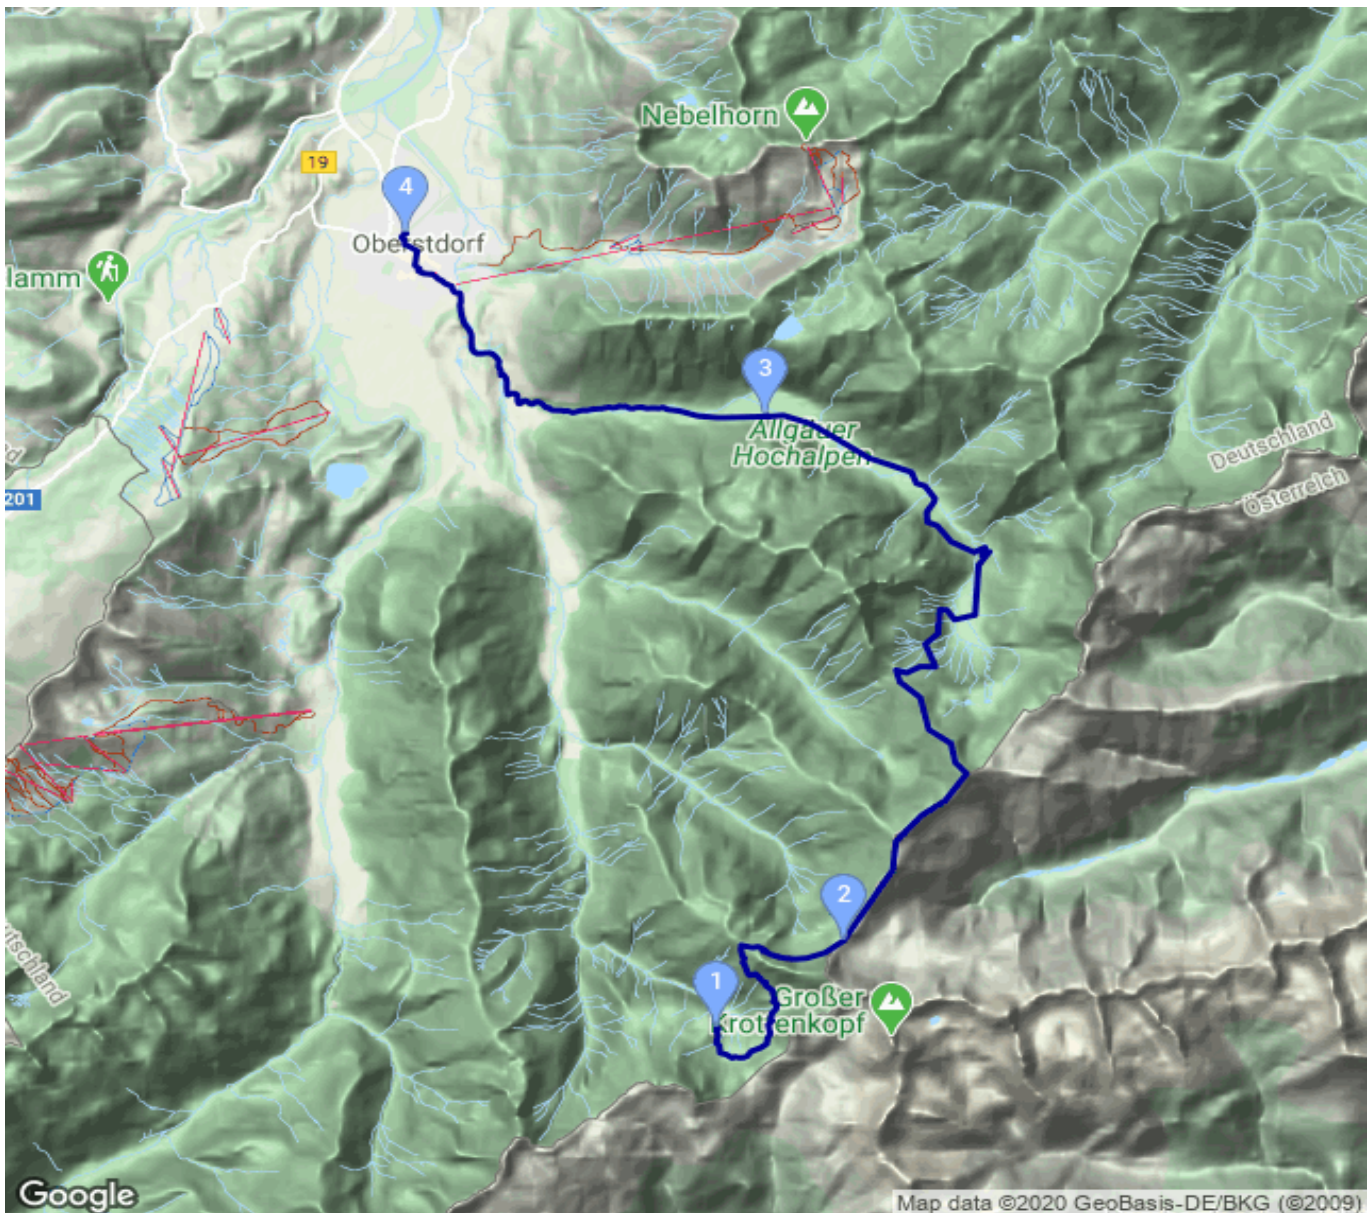 Nebelhorn
19
4
Oberstdorf
lamm
3
Allgäuer
Hochalpen
Deutschland
Österreich
201
2
1
Großer
Krottenkopf
utschland
Google
Map data ©2020 GeoBasis-DE/BKG (©2009)